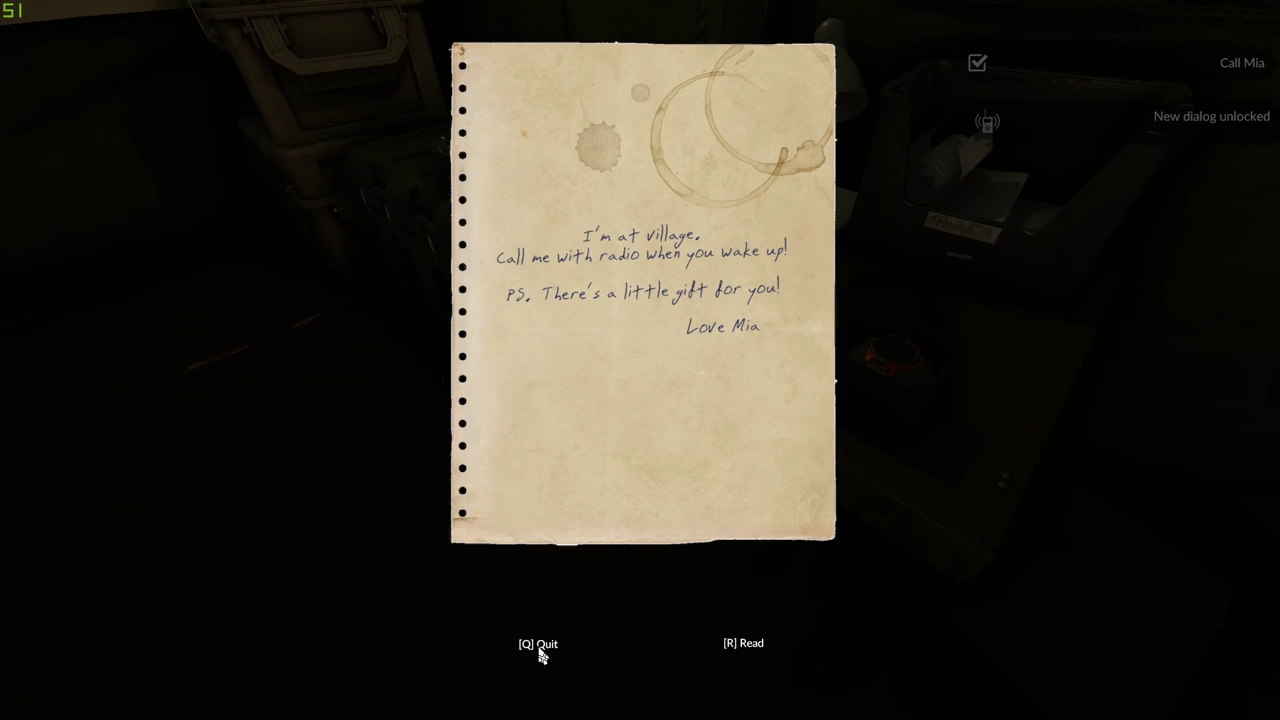 51
Call Mia
New dialog unlocked
I'm at village.
Call me with radio when you wake up!
PS. There's a little gift for you!
Love Mia
[Q] Quit
[R] Read